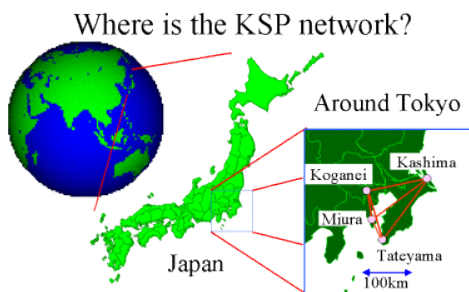 Where is the KSP network?
Around Tokyo
Kashima
Koganei
Miura
Tateyama
Japan
100km